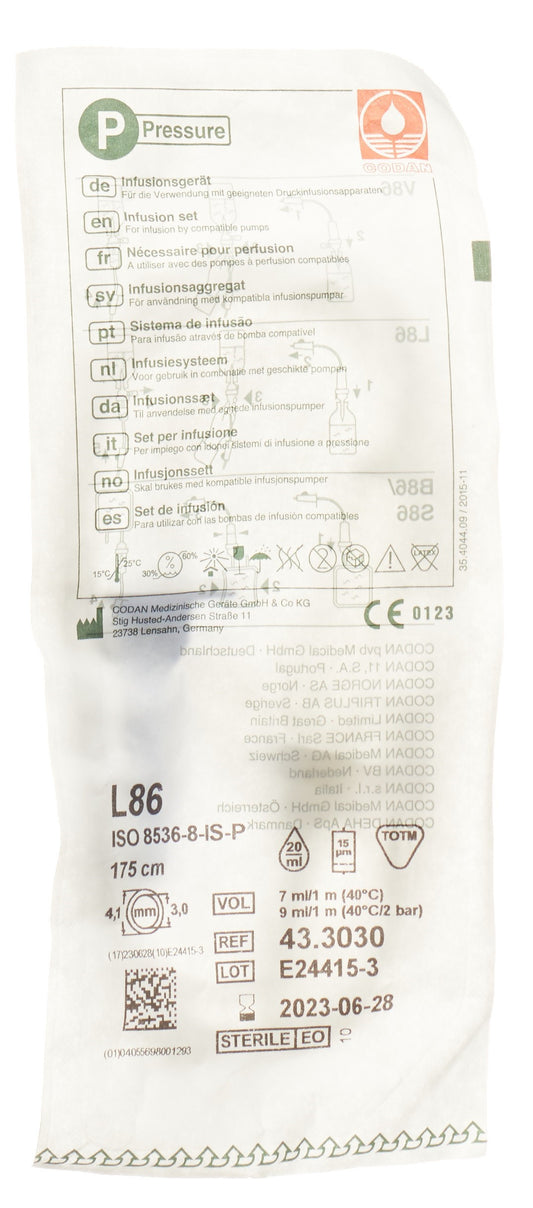 P Pressure
CODAN
de Infusionsgerät
Für die Verwendung mit geeigneten Druckinfusionsapparaten
en Infusion set
For infusion by compatible pumps
fr Nécessaire pour perfusion
A utiliser avec des pompes à perfusion compatibles
sv Infusionsaggregat
För användning med kompatibla infusionspumpar
pt Sistema de infusão
Para infusão através de bomba compatível
nl Infusiesysteem
Voor gebruik in combinatie met geschikte pompen
da Infusionssæt
Til anvendelse med egnede infusionspumper
it Set per infusione
Per impiego con idonei sistemi di infusione a pressione
no Infusjonssett
Skal brukes med kompatible infusjonspumper
es Set de infusión
Para utilizar con las bombas de infusión compatibles
V86
L86
B86/
S86
15°C 25°C 30% % 60% LATEX
35.4044.09 / 2015-11
CODAN Medizinische Geräte GmbH & Co KG
Stig Husted-Andersen Straße 11
23738 Lensahn, Germany
CE 0123
CODAN pvb Medical GmbH · Deutschland
CODAN, 11, S.A. · Portugal
CODAN NORGE AS · Norge
CODAN TRIPLUS AB · Sverige
CODAN Limited · Great Britain
CODAN FRANCE Sarl · France
CODAN Medical AG · Schweiz
CODAN BV · Nederland
CODAN s.r.l. · Italia
CODAN Medical GmbH · Österreich
CODAN DEHA ApS · Danmark
L86
ISO 8536-8-IS-P
175 cm
20 ml
15 µm
TOTM
4,1 mm 3,0
VOL 7 ml/1 m (40°C)
9 ml/1 m (40°C/2 bar)
REF 43.3030
(17)230628(10)E24415-3
LOT E24415-3
2023-06-28
STERILE EO 10
(01)04055698001293